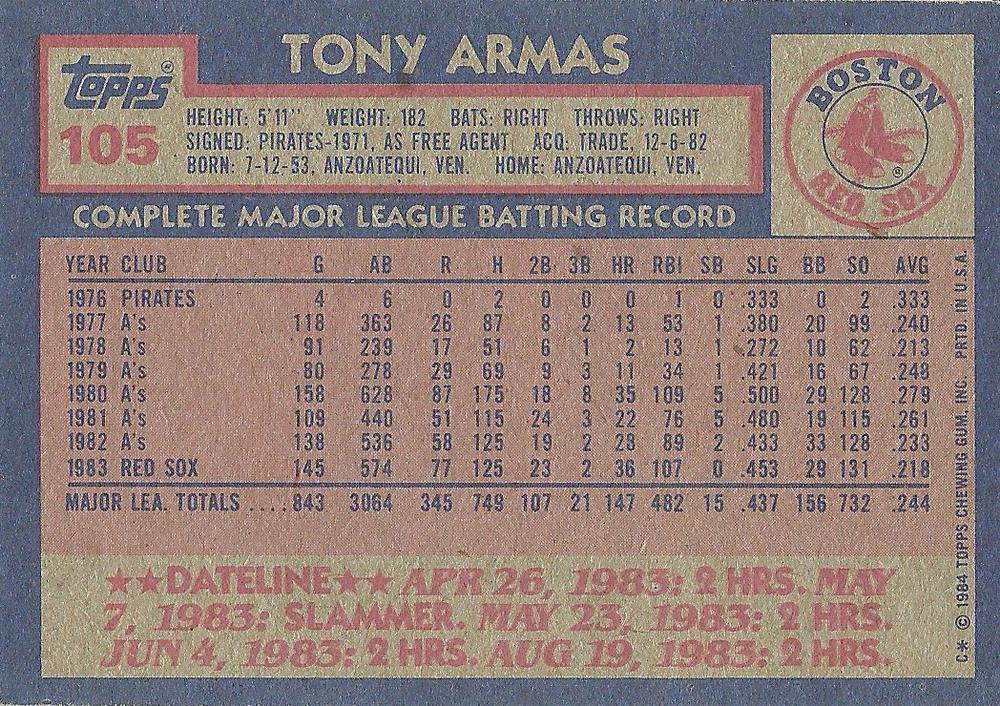 TONY ARMAS
Topps®
105
HEIGHT: 5'11" WEIGHT: 182 BATS: RIGHT THROWS: RIGHT
SIGNED: PIRATES-1971, AS FREE AGENT ACQ: TRADE, 12-6-82
BORN: 7-12-53, ANZOATEQUI, VEN. HOME: ANZOATEQUI, VEN.
BOSTON
RED SOX
®
COMPLETE MAJOR LEAGUE BATTING RECORD
YEAR CLUB G AB R H 2B 3B HR RBI SB SLG BB SO AVG
1976 PIRATES 4 6 0 2 0 0 0 1 0 .333 0 2 .333
1977 A's 118 363 26 87 8 2 13 53 1 .380 20 99 .240
1978 A's 91 239 17 51 6 1 2 13 1 .272 10 62 .213
1979 A's 80 278 29 69 9 3 11 34 1 .421 16 67 .248
1980 A's 158 628 87 175 18 8 35 109 5 .500 29 128 .279
1981 A's 109 440 51 115 24 3 22 76 5 .480 19 115 .261
1982 A's 138 536 58 125 19 2 28 89 2 .433 33 128 .233
1983 RED SOX 145 574 77 125 23 2 36 107 0 .453 29 131 .218
MAJOR LEA. TOTALS ....843 3064 345 749 107 21 147 482 15 .437 156 732 .244
★★DATELINE★★ APR 26, 1983: 2 HRS. MAY
7, 1983: SLAMMER. MAY 23, 1983: 2 HRS.
JUN 4, 1983: 2 HRS. AUG 19, 1983: 2 HRS.
C* © 1984 TOPPS CHEWING GUM, INC. PRTD. IN U.S.A.